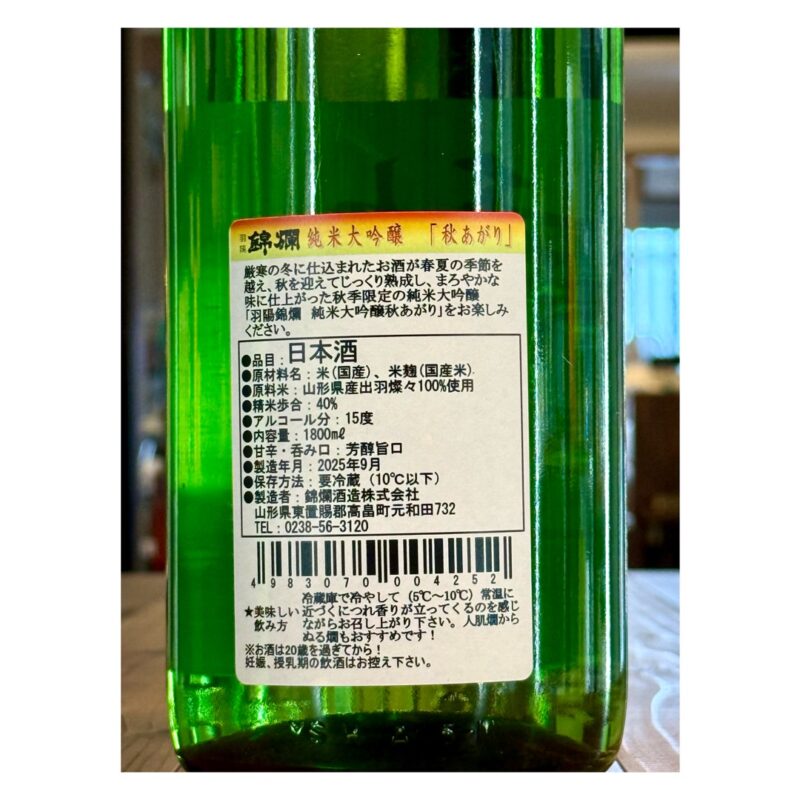 羽陽 錦爛 純米大吟醸 「秋あがり」
厳寒の冬に仕込まれたお酒が春夏の季節を
越え、秋を迎えてじっくり熟成し、まろやかな
味に仕上がった秋季限定の純米大吟醸
「羽陽錦爛 純米大吟醸秋あがり」をお楽しみ
ください。
●品目：日本酒
●原材料名：米（国産）、米麹（国産米）
●原料米：山形県産出羽燦々100％使用
●精米歩合：40％
●アルコール分：15度
●内容量：1800㎖
●甘辛・呑み口：芳醇旨口
●製造年月：2025年9月
●保存方法：要冷蔵（10℃以下）
●製造者：錦爛酒造株式会社
山形県東置賜郡高畠町元和田732
TEL：0238-56-3120
4983070004252
★美味しい飲み方
冷蔵庫で冷やして（5℃～10℃）常温に
近づくにつれ香りが立ってくるのを感じ
ながらお召し上がり下さい。人肌燗から
ぬる燗もおすすめです！
※お酒は20歳を過ぎてから！
妊娠、授乳期の飲酒はお控え下さい。